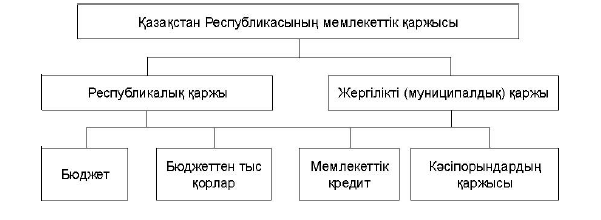 Қазақстан Республикасының мемлекеттік қаржысы
Республикалық қаржы
Жергілікті (муниципалдық) қаржы
Бюджет
Бюджеттен тыс
қорлар
Мемлекеттік
кредит
Кәсіпорындардың
қаржысы